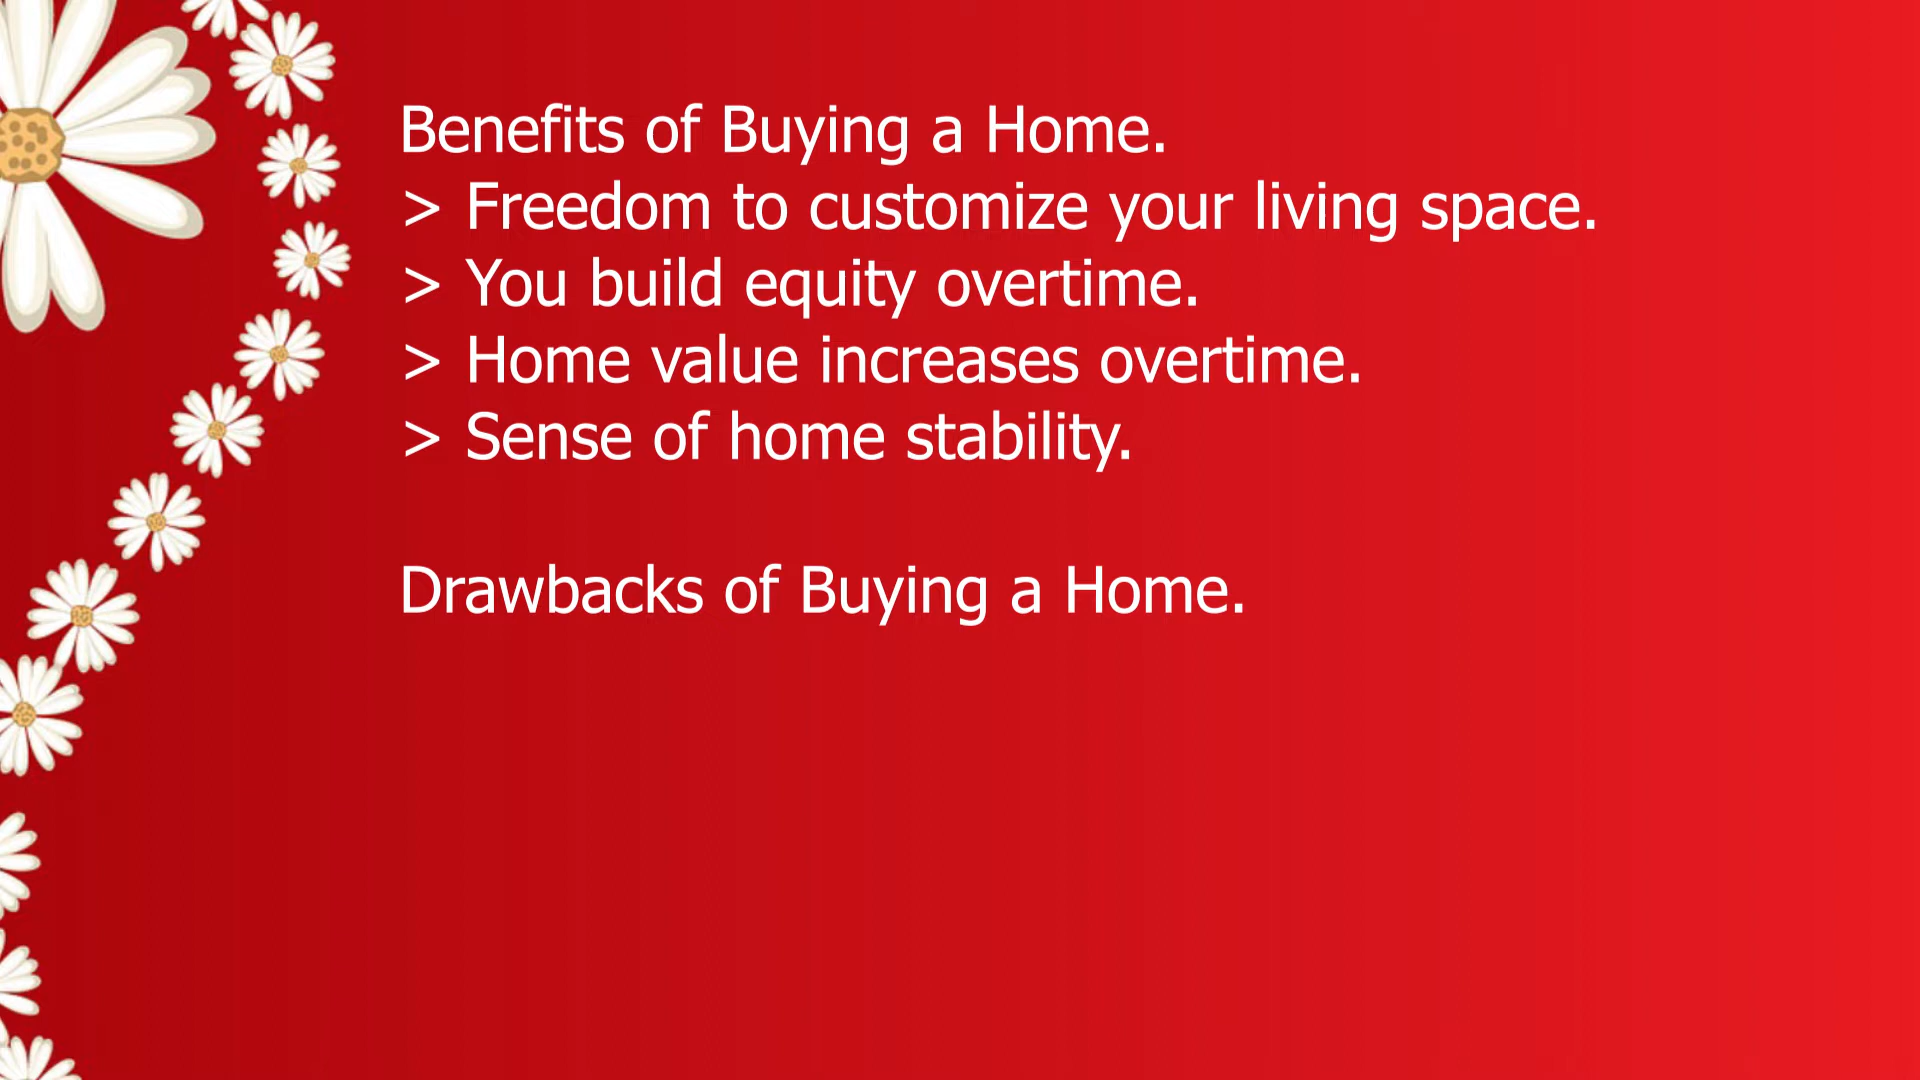 Benefits of Buying a Home.
> Freedom to customize your living space.
> You build equity overtime.
> Home value increases overtime.
> Sense of home stability.
Drawbacks of Buying a Home.